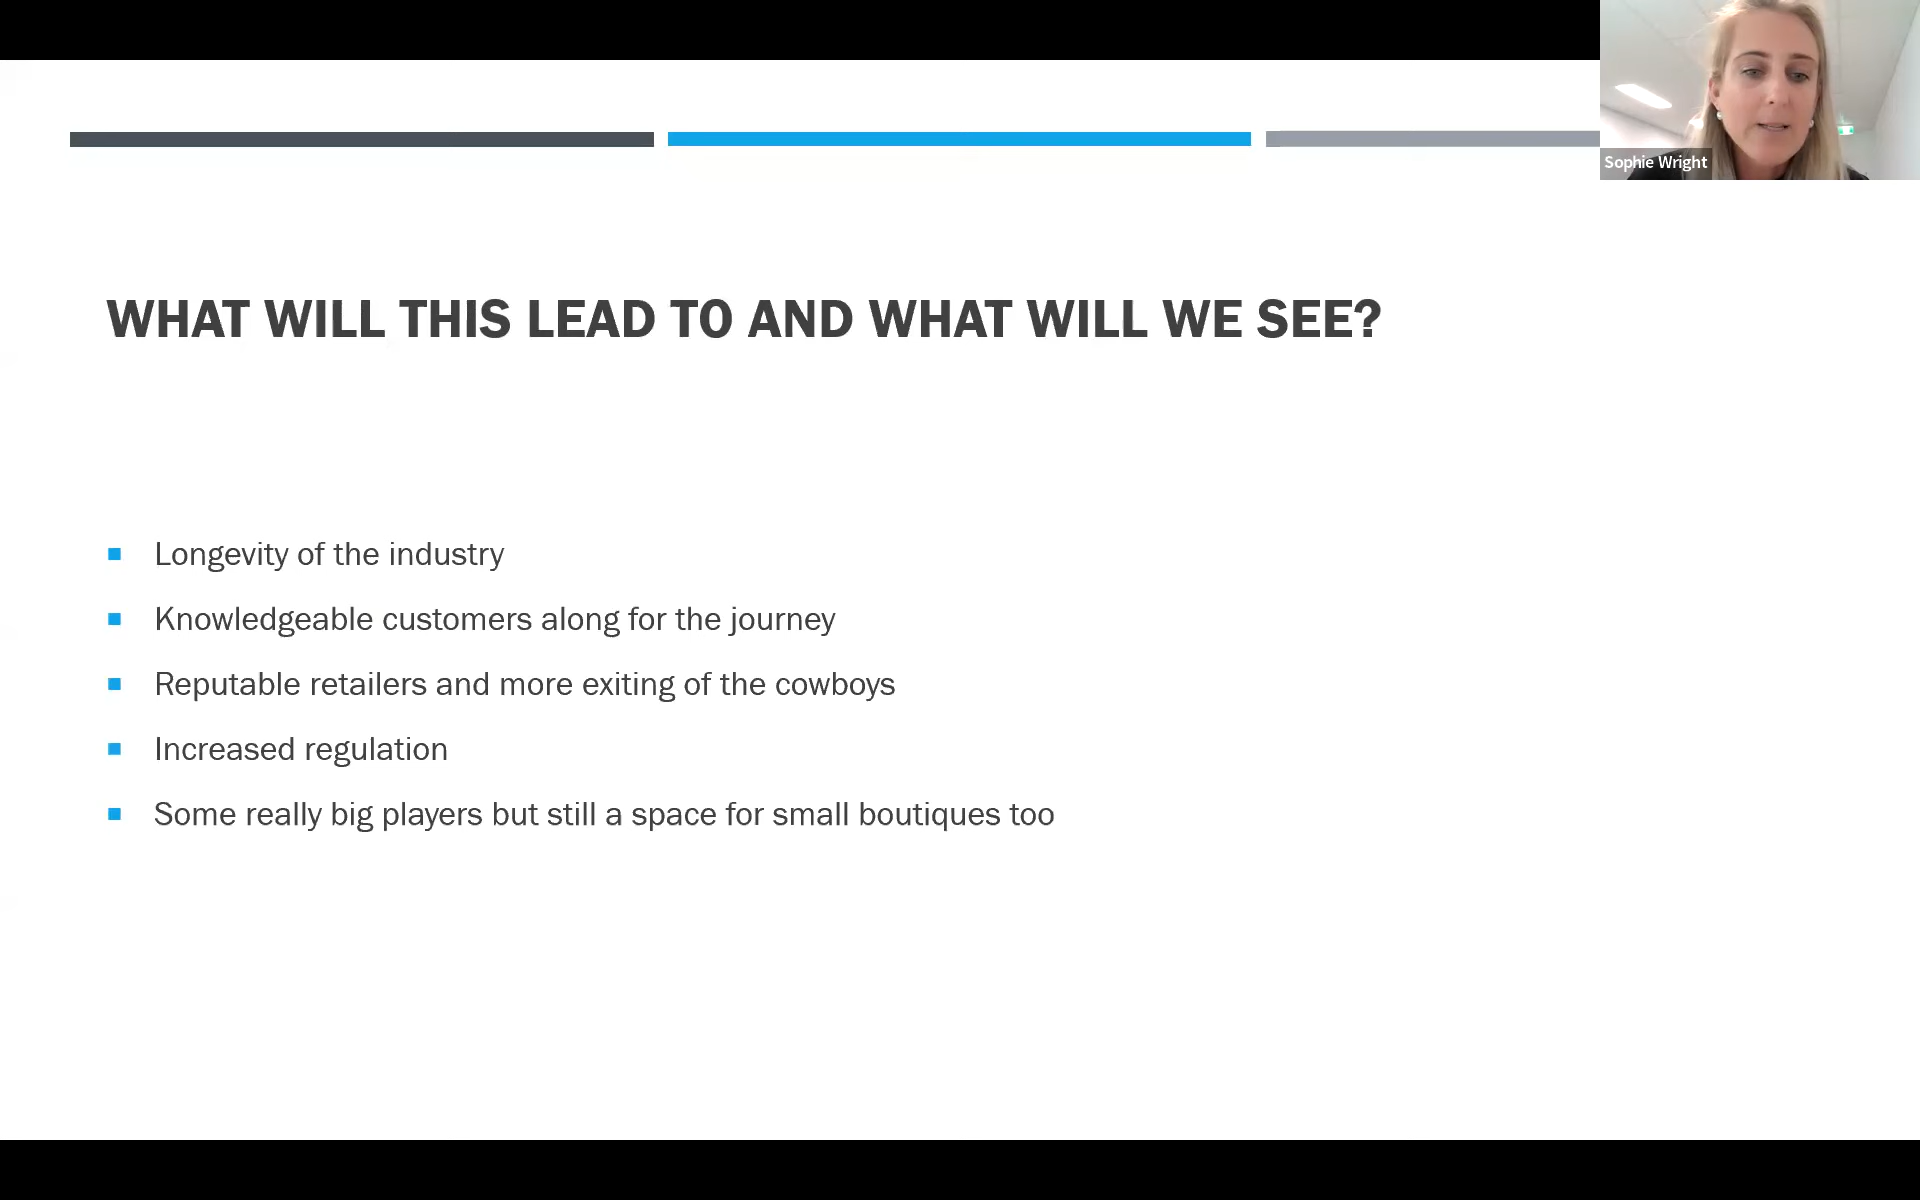 Sophie Wright
WHAT WILL THIS LEAD TO AND WHAT WILL WE SEE?
Longevity of the industry
Knowledgeable customers along for the journey
Reputable retailers and more exiting of the cowboys
Increased regulation
Some really big players but still a space for small boutiques too